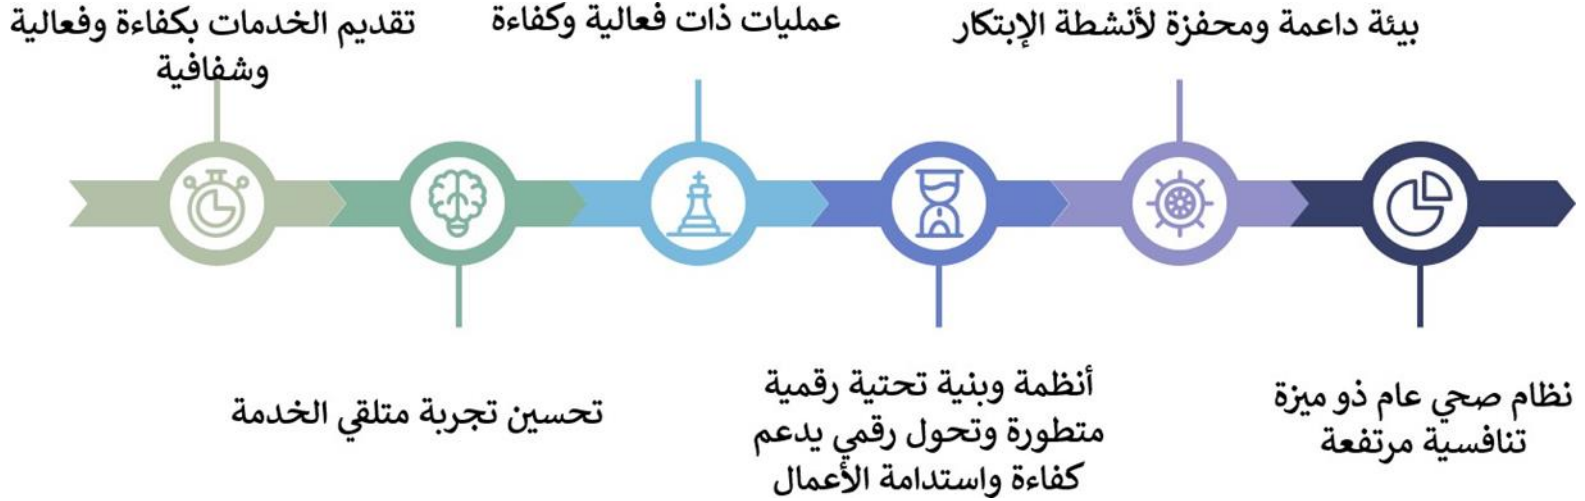 تقديم الخدمات بكفاءة وفعالية
وشفافية
تحسين تجربة متلقي الخدمة
عمليات ذات فعالية وكفاءة
أنظمة وبنية تحتية رقمية
متطورة وتحول رقمي يدعم
كفاءة واستدامة الأعمال
بيئة داعمة ومحفزة لأنشطة الإبتكار
نظام صحي عام ذو ميزة
تنافسية مرتفعة